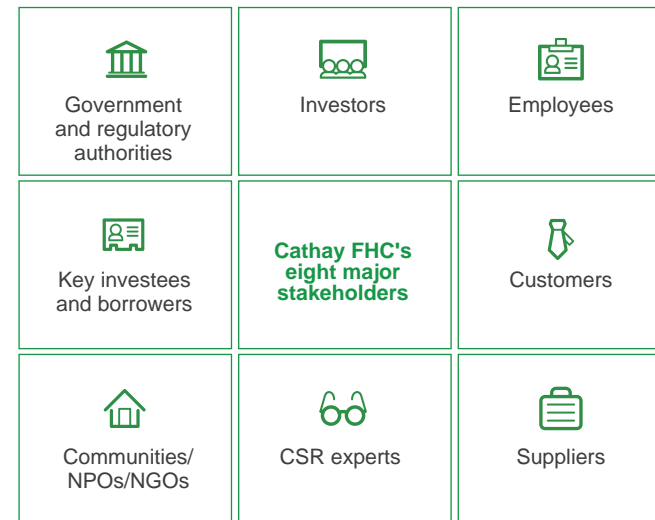 Government
and regulatory
authorities
Investors
Employees
Key investees
and borrowers
Cathay FHC's
eight major
stakeholders
Customers
Communities/
NPOs/NGOs
CSR experts
Suppliers